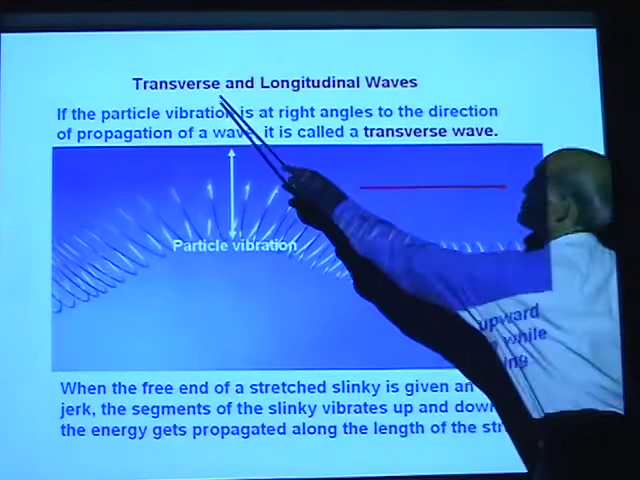 Transverse and Longitudinal Waves
If the particle vibration is at right angles to the direction
of propagation of a wave, it is called a transverse wave.
Particle vibration
upward
while
When the free end of a stretched slinky is given an
jerk, the segments of the slinky vibrates up and down
the energy gets propagated along the length of the